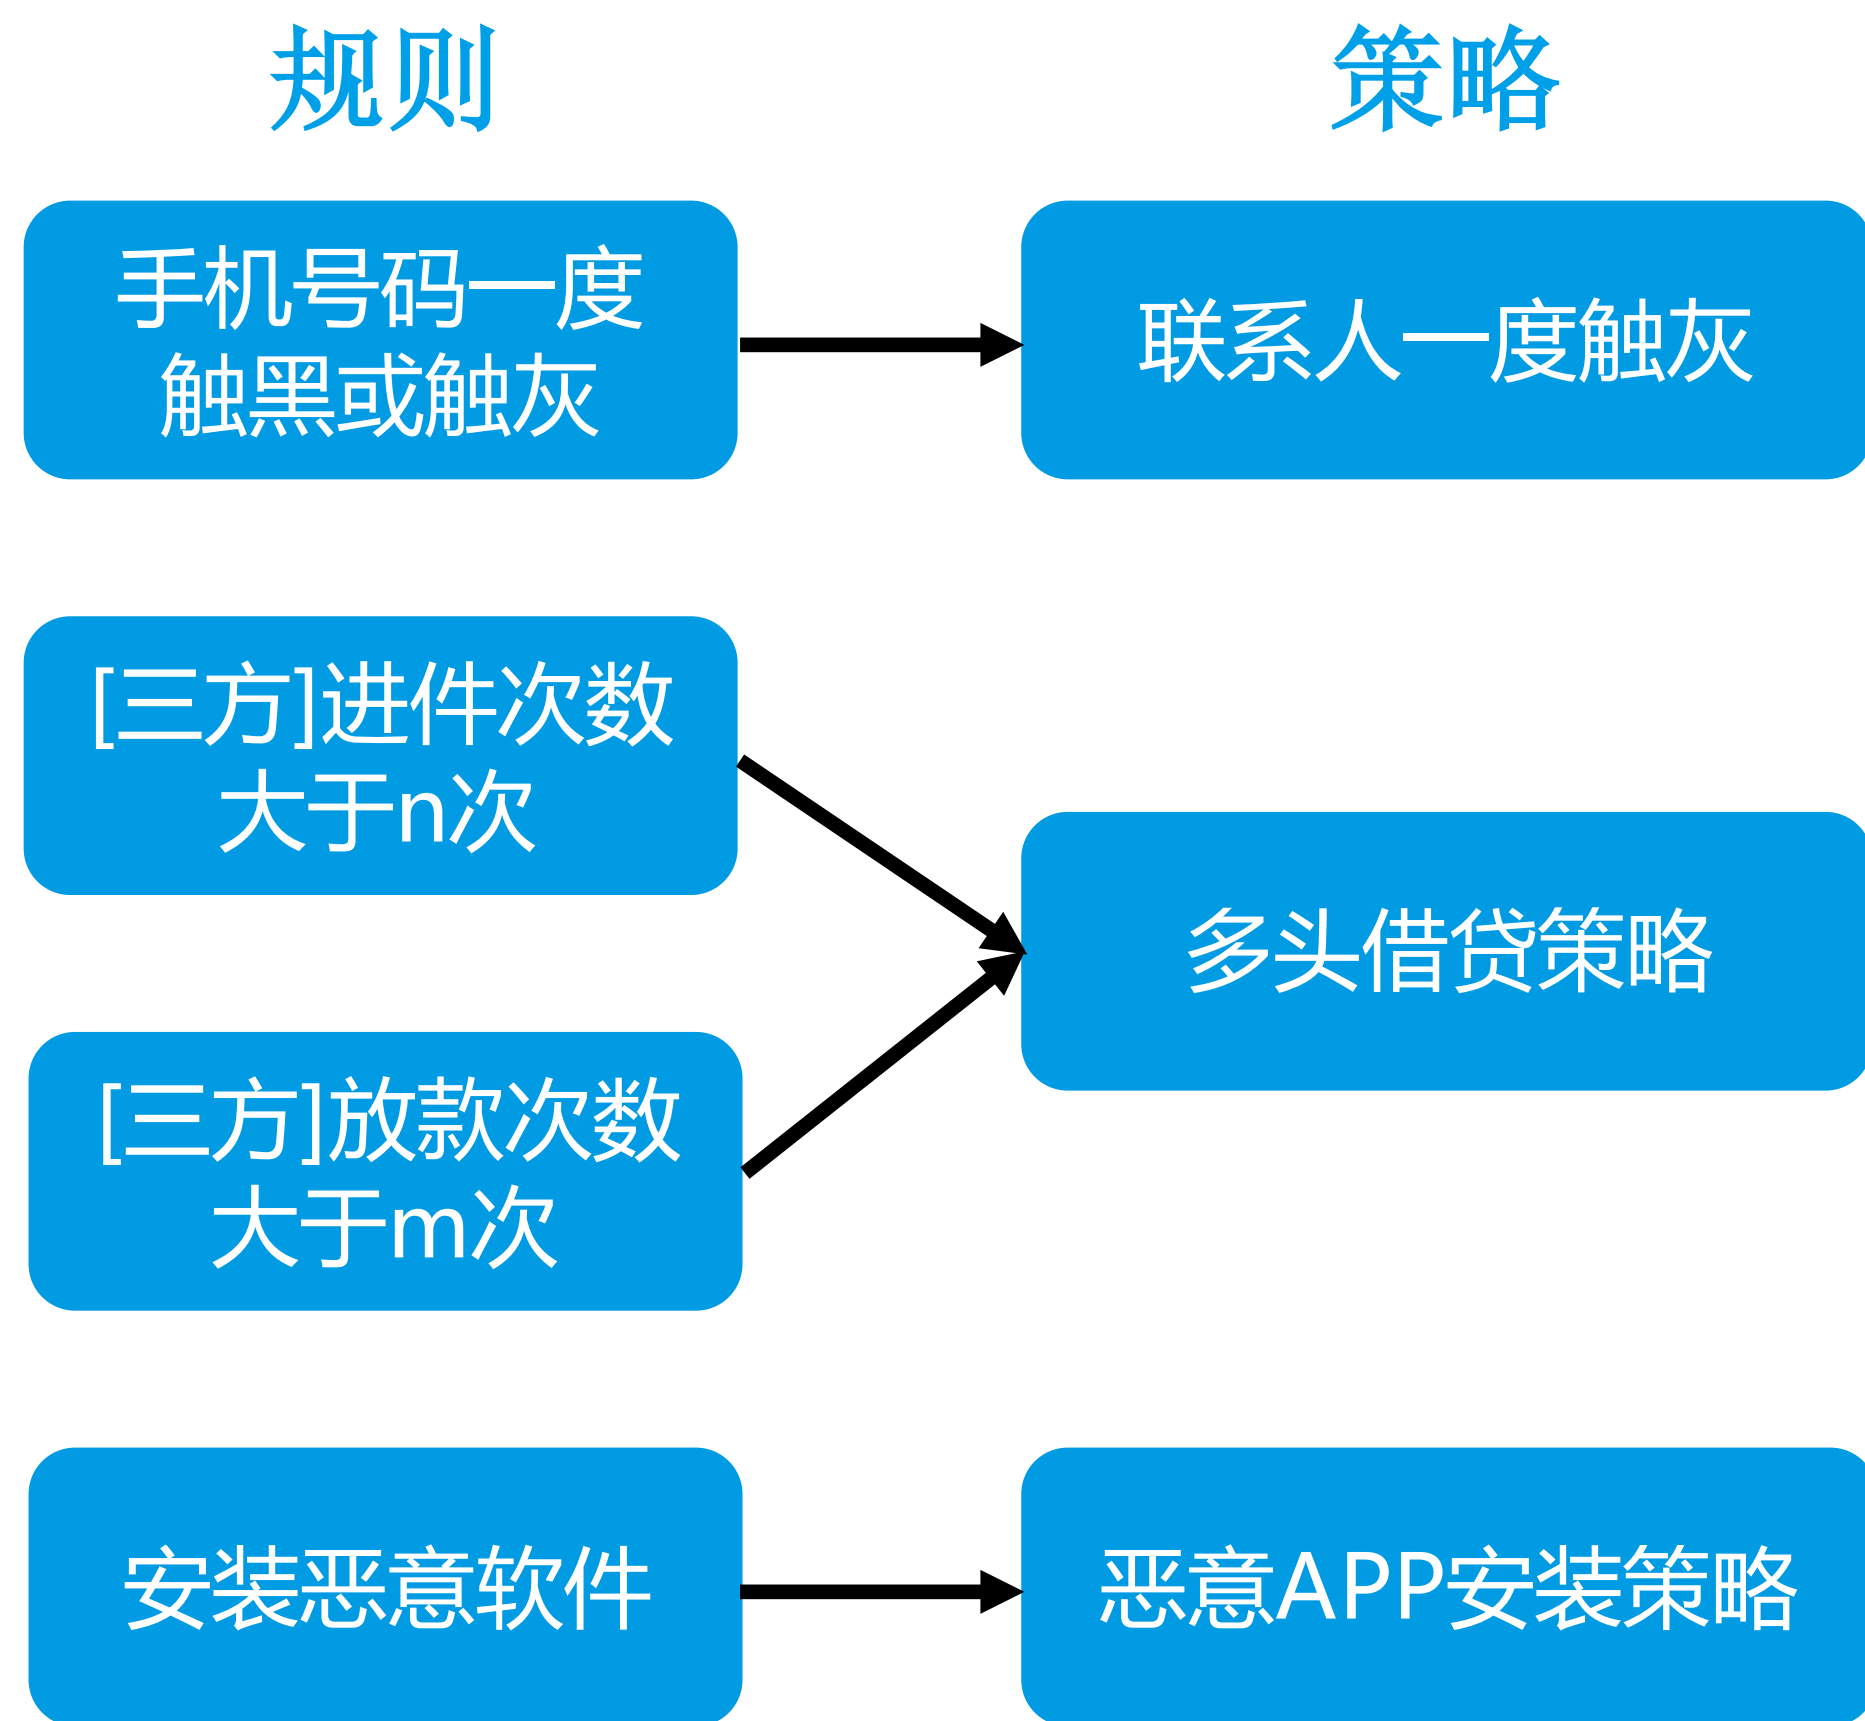 规则
策略
手机号码一度
触黑或触灰
联系人一度触灰
[三方]进件次数
大于n次
多头借贷策略
[三方]放款次数
大于m次
安装恶意软件
恶意APP安装策略